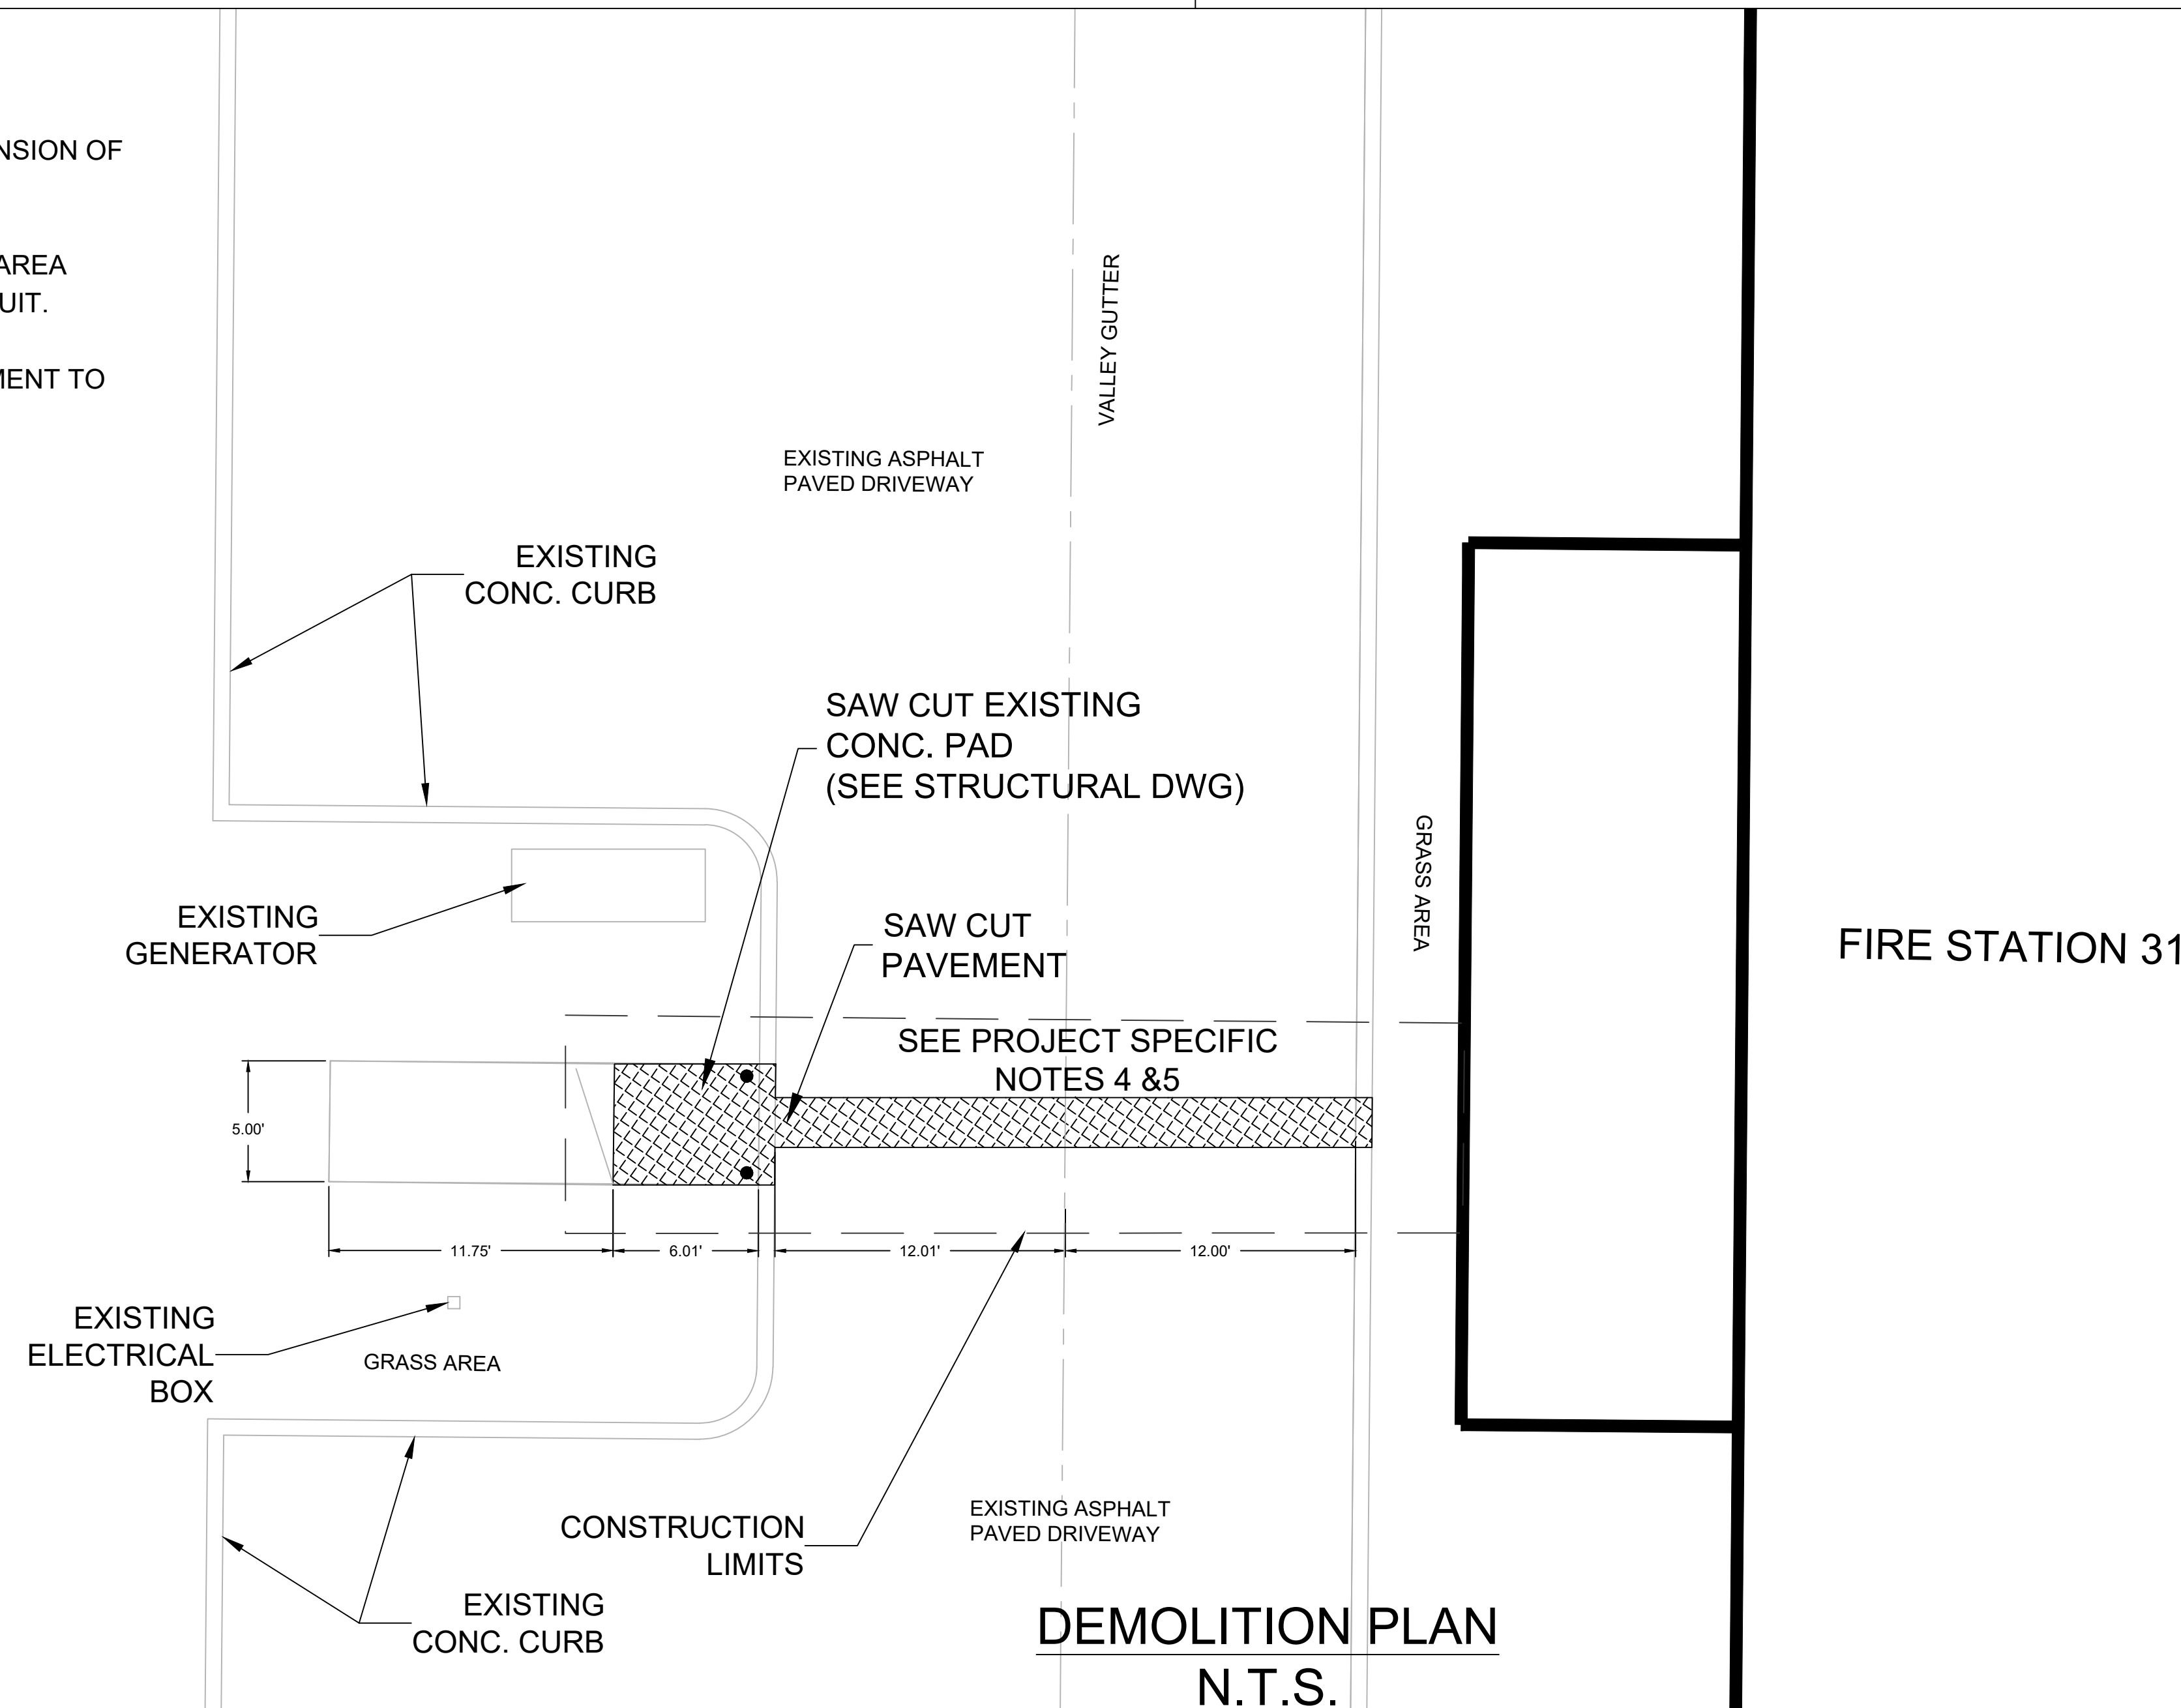 NSION OF
AREA
UIT.
MENT TO
VALLEY GUTTER
EXISTING ASPHALT
PAVED DRIVEWAY
EXISTING
CONC. CURB
SAW CUT EXISTING
CONC. PAD
(SEE STRUCTURAL DWG)
GRASS AREA
EXISTING
GENERATOR
SAW CUT
PAVEMENT
FIRE STATION 31
SEE PROJECT SPECIFIC
NOTES 4 &5
5.00'
11.75'
6.01'
12.01'
12.00'
EXISTING
ELECTRICAL
BOX
GRASS AREA
CONSTRUCTION
LIMITS
EXISTING ASPHALT
PAVED DRIVEWAY
EXISTING
CONC. CURB
DEMOLITION PLAN
N.T.S.